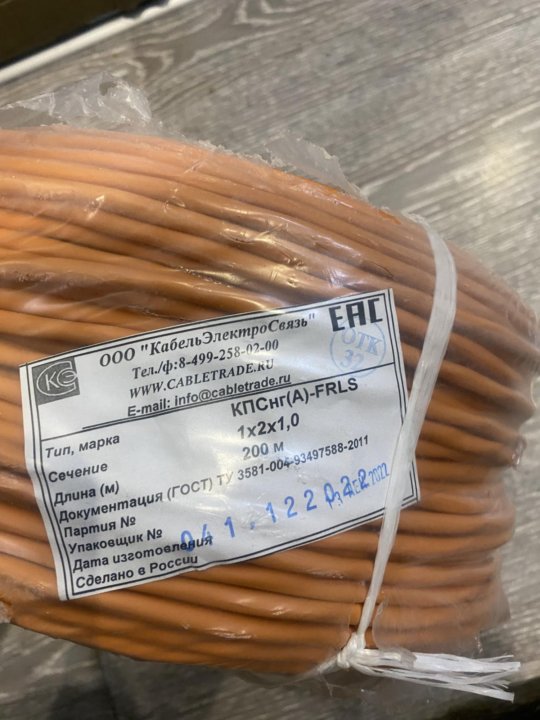 ООО "КабельЭлектроСвязь"
Тел./ф:8-499-258-02-00
WWW.CABLETRADE.RU
E-mail: info@cabletrade.ru
ЕАС
ОТК
Тип, марка КПСнг(А)-FRLS
Сечение 1х2х1,0
Длина (м) 200 м
Документация (ГОСТ) ТУ 3581-004-93497588-2011
Партия №
Упаковщик №
Дата изготовления
Сделано в России